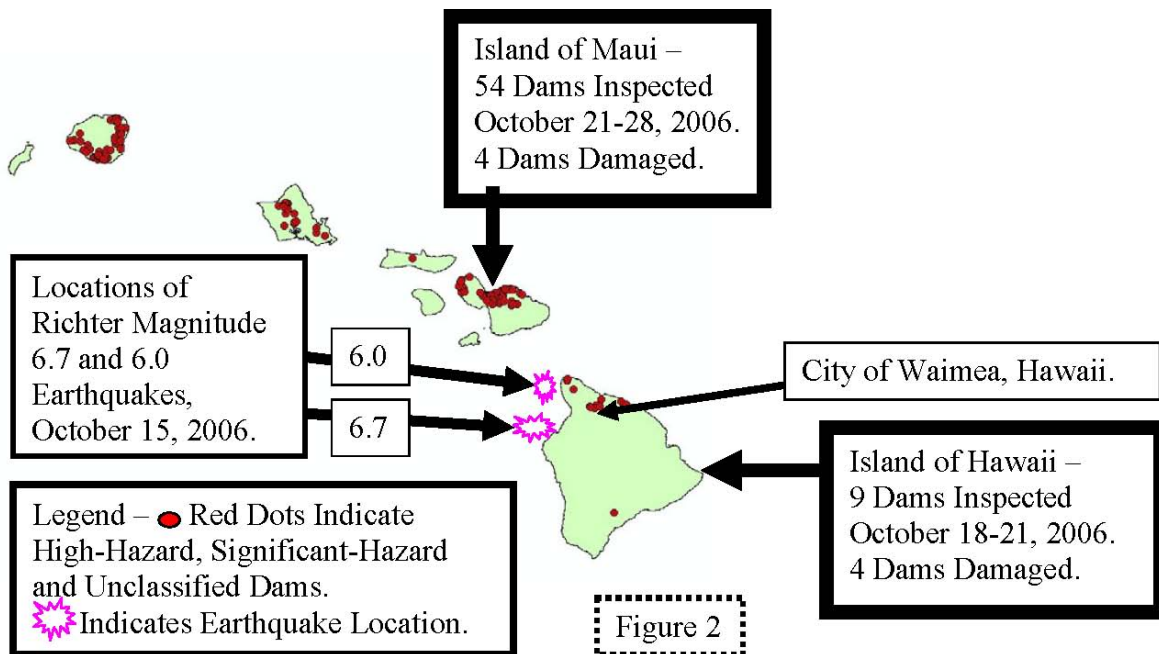 Island of Maui –
54 Dams Inspected
October 21-28, 2006.
4 Dams Damaged.
Locations of
Richter Magnitude
6.7 and 6.0
Earthquakes,
October 15, 2006.
6.0
6.7
City of Waimea, Hawaii.
Island of Hawaii –
9 Dams Inspected
October 18-21, 2006.
4 Dams Damaged.
Legend – Red Dots Indicate
High-Hazard, Significant-Hazard
and Unclassified Dams.
Indicates Earthquake Location.
Figure 2